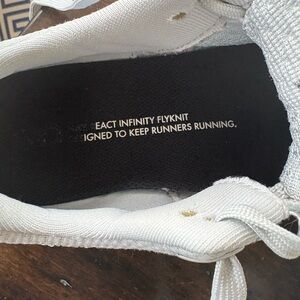 EACT INFINITY FLYKNIT
IGNED TO KEEP RUNNERS RUNNING.